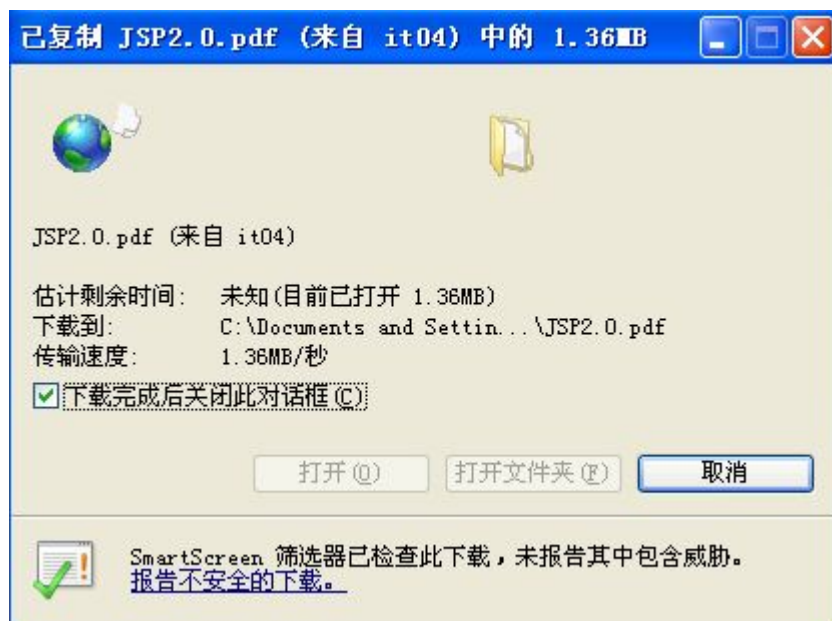 已复制 JSP2.0.pdf (来自 it04) 中的 1.36MB
JSP2.0.pdf (来自 it04)
估计剩余时间: 未知(目前已打开 1.36MB)
下载到: C:\Documents and Settin...\JSP2.0.pdf
传输速度: 1.36MB/秒
下载完成后关闭此对话框(C)
打开(O) 打开文件夹(F) 取消
SmartScreen 筛选器已检查此下载，未报告其中包含威胁。
报告不安全的下载。